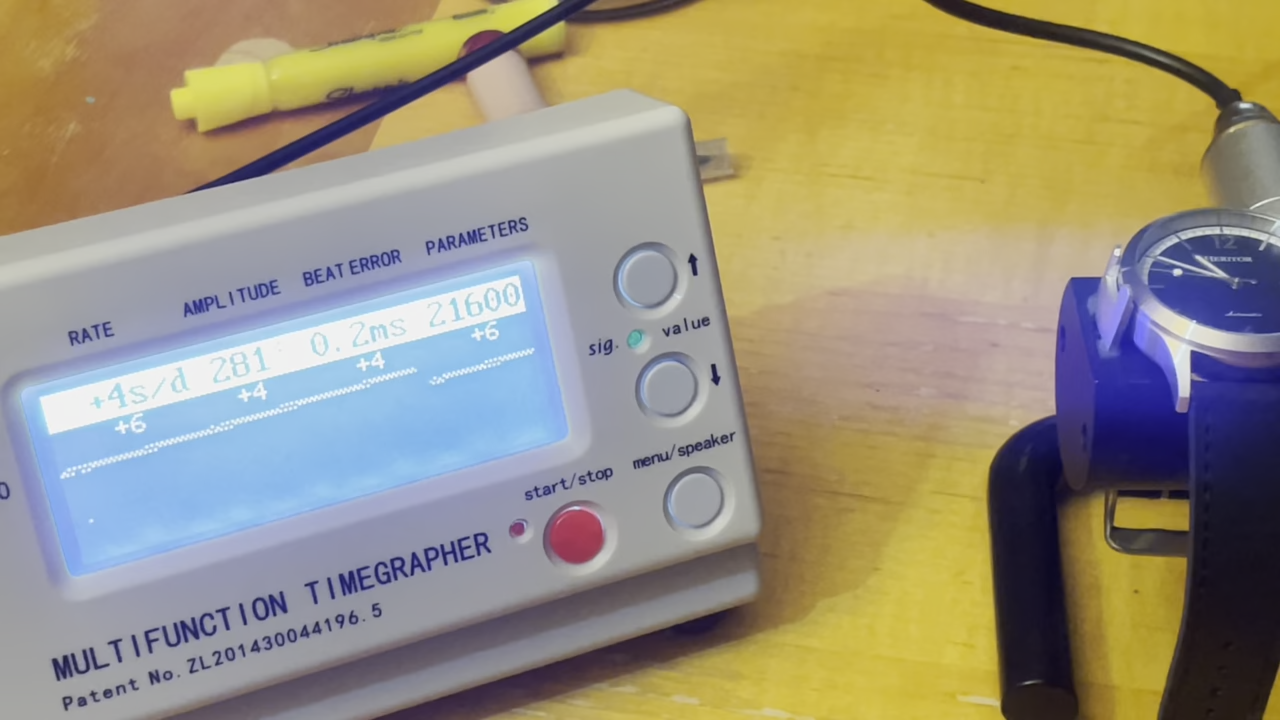 RATE AMPLITUDE BEAT ERROR PARAMETERS
+4s/d 281 0.2ms 21600
+6 +4 +4 +6
sig. value
menu/speaker
start/stop
MULTIFUNCTION TIMEGRAPHER
Patent No. ZL201430044196.5
12